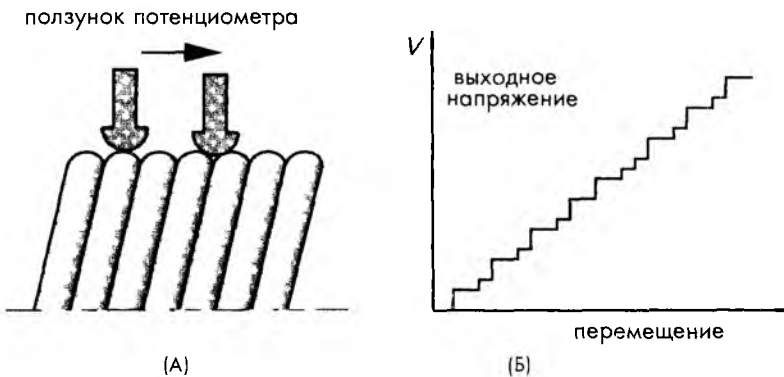 ползунок потенциометра
V
выходное
напряжение
перемещение
(А)
(Б)